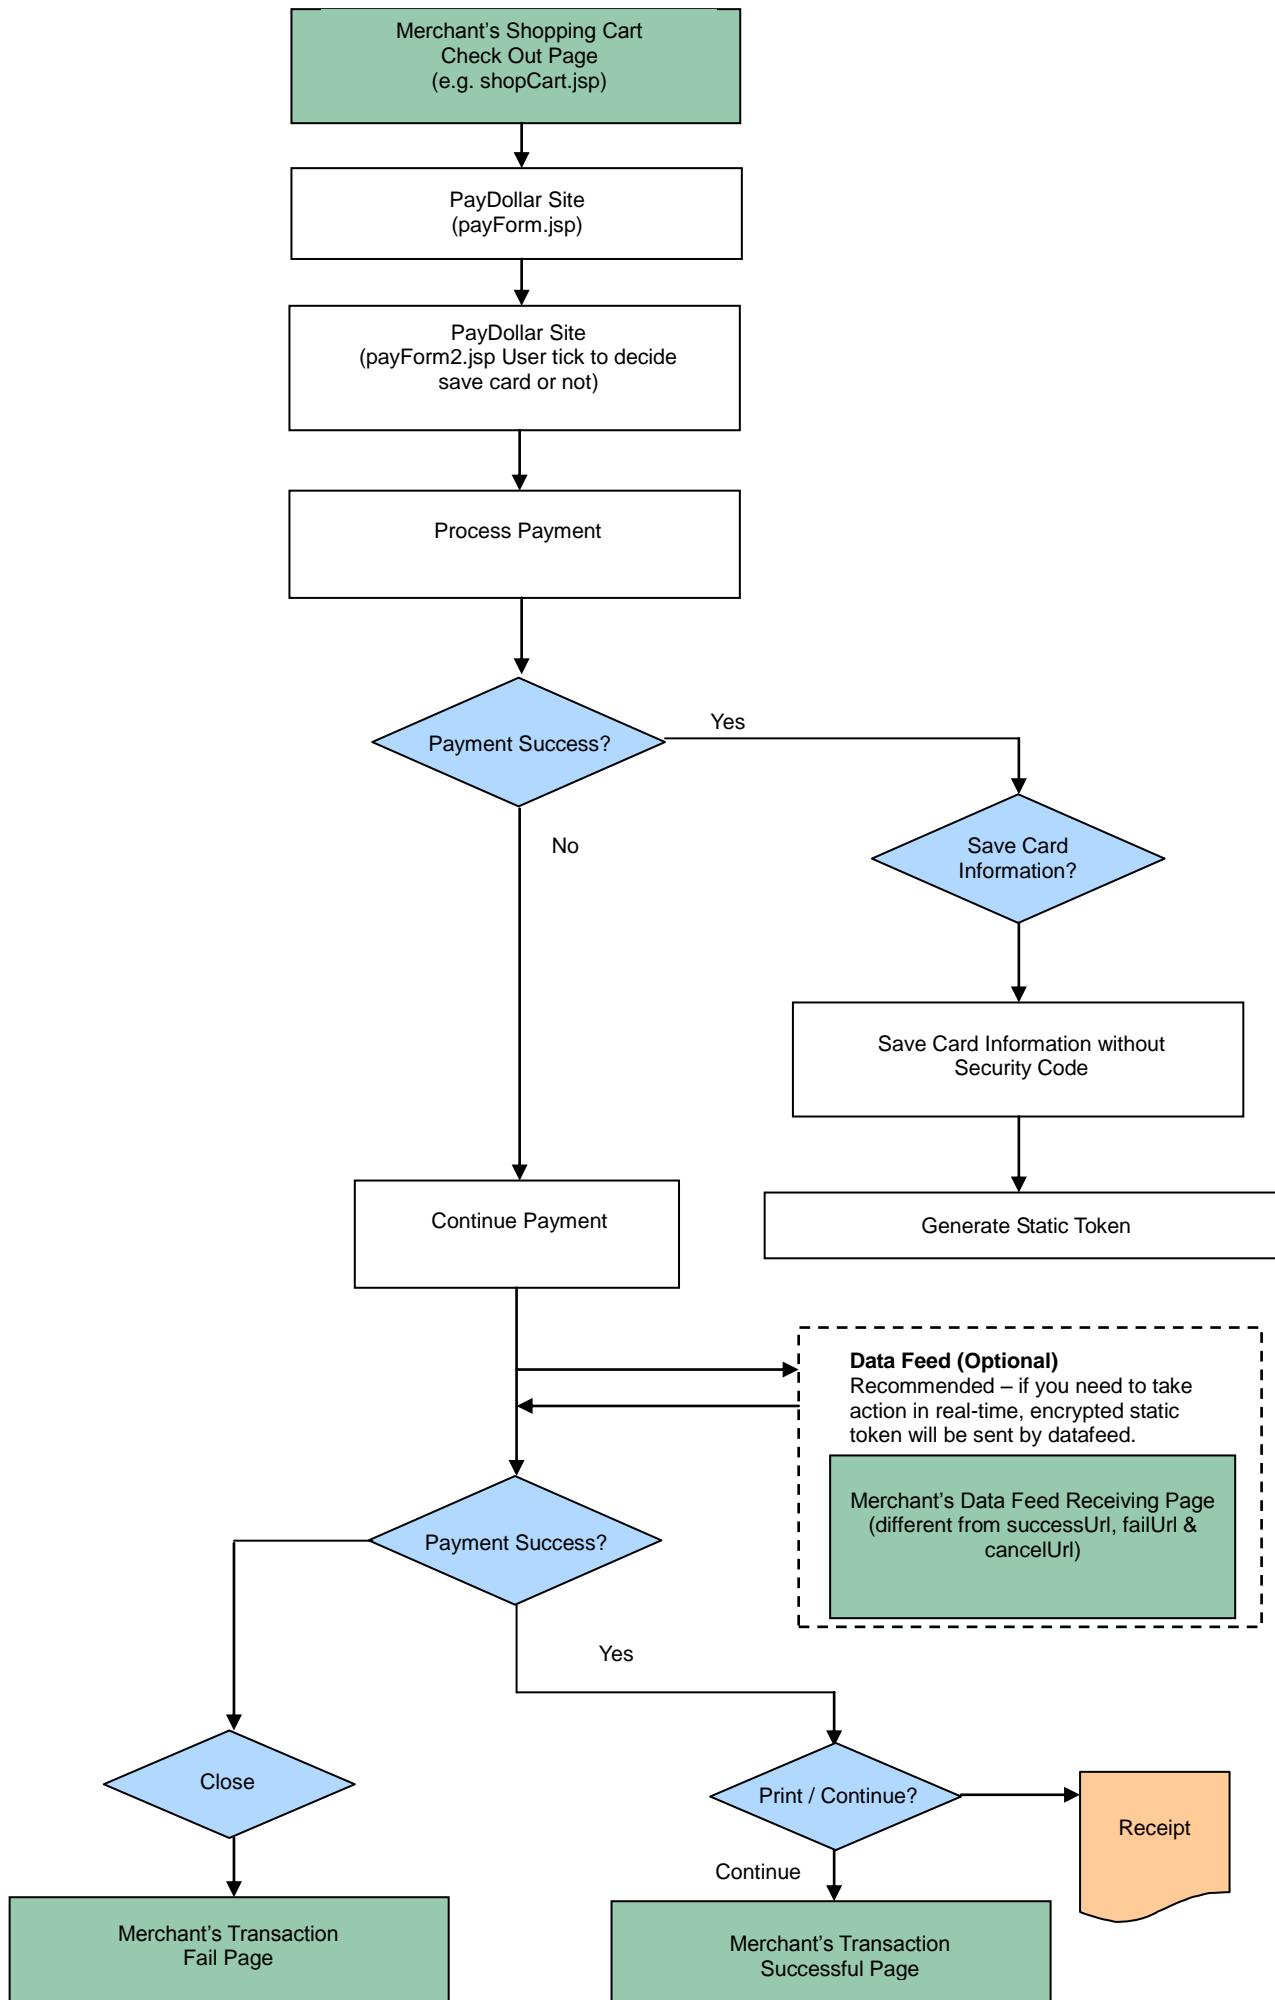 Merchant's Shopping Cart
Check Out Page
(e.g. shopCart.jsp)
PayDollar Site
(payForm.jsp)
PayDollar Site
(payForm2.jsp User tick to decide
save card or not)
Process Payment
Payment Success?
Yes
No
Save Card
Information?
Save Card Information without
Security Code
Continue Payment
Generate Static Token
Data Feed (Optional)
Recommended – if you need to take
action in real-time, encrypted static
token will be sent by datafeed.
Merchant's Data Feed Receiving Page
(different from successUrl, failUrl &
cancelUrl)
Payment Success?
Yes
Close
Print / Continue?
Receipt
Continue
Merchant's Transaction
Fail Page
Merchant's Transaction
Successful Page